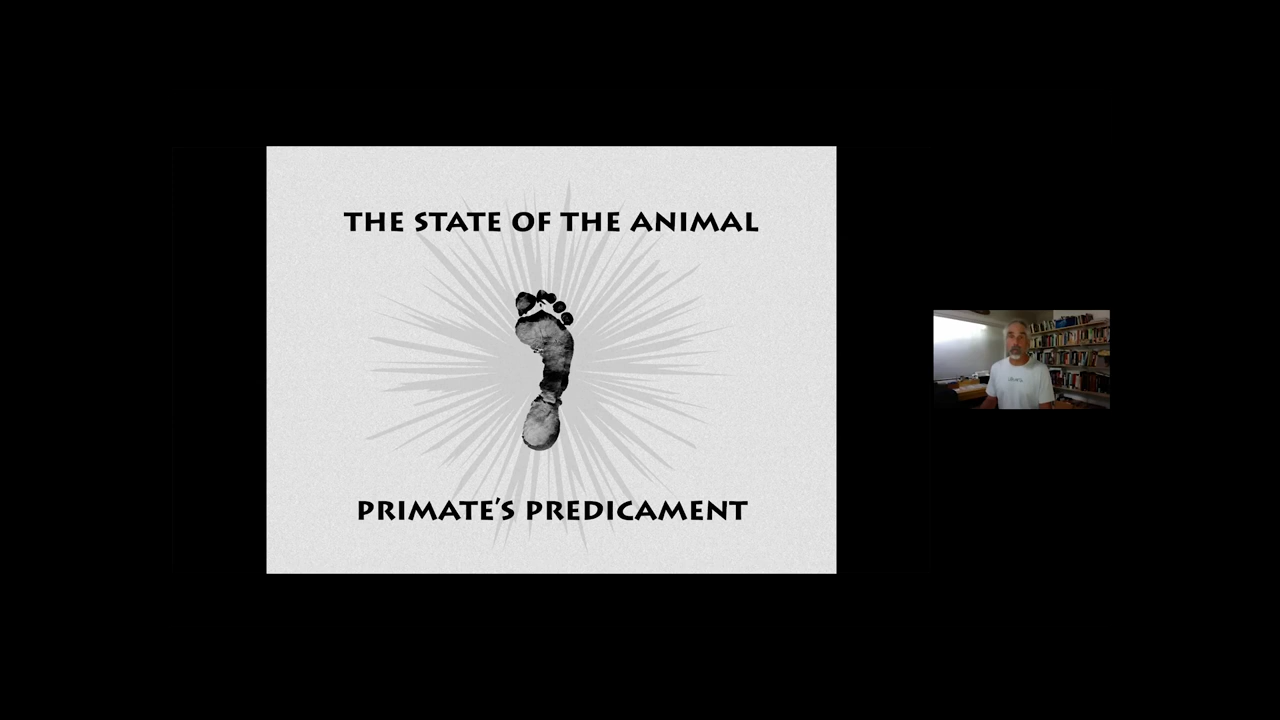 THE STATE OF THE ANIMAL
PRIMATE'S PREDICAMENT